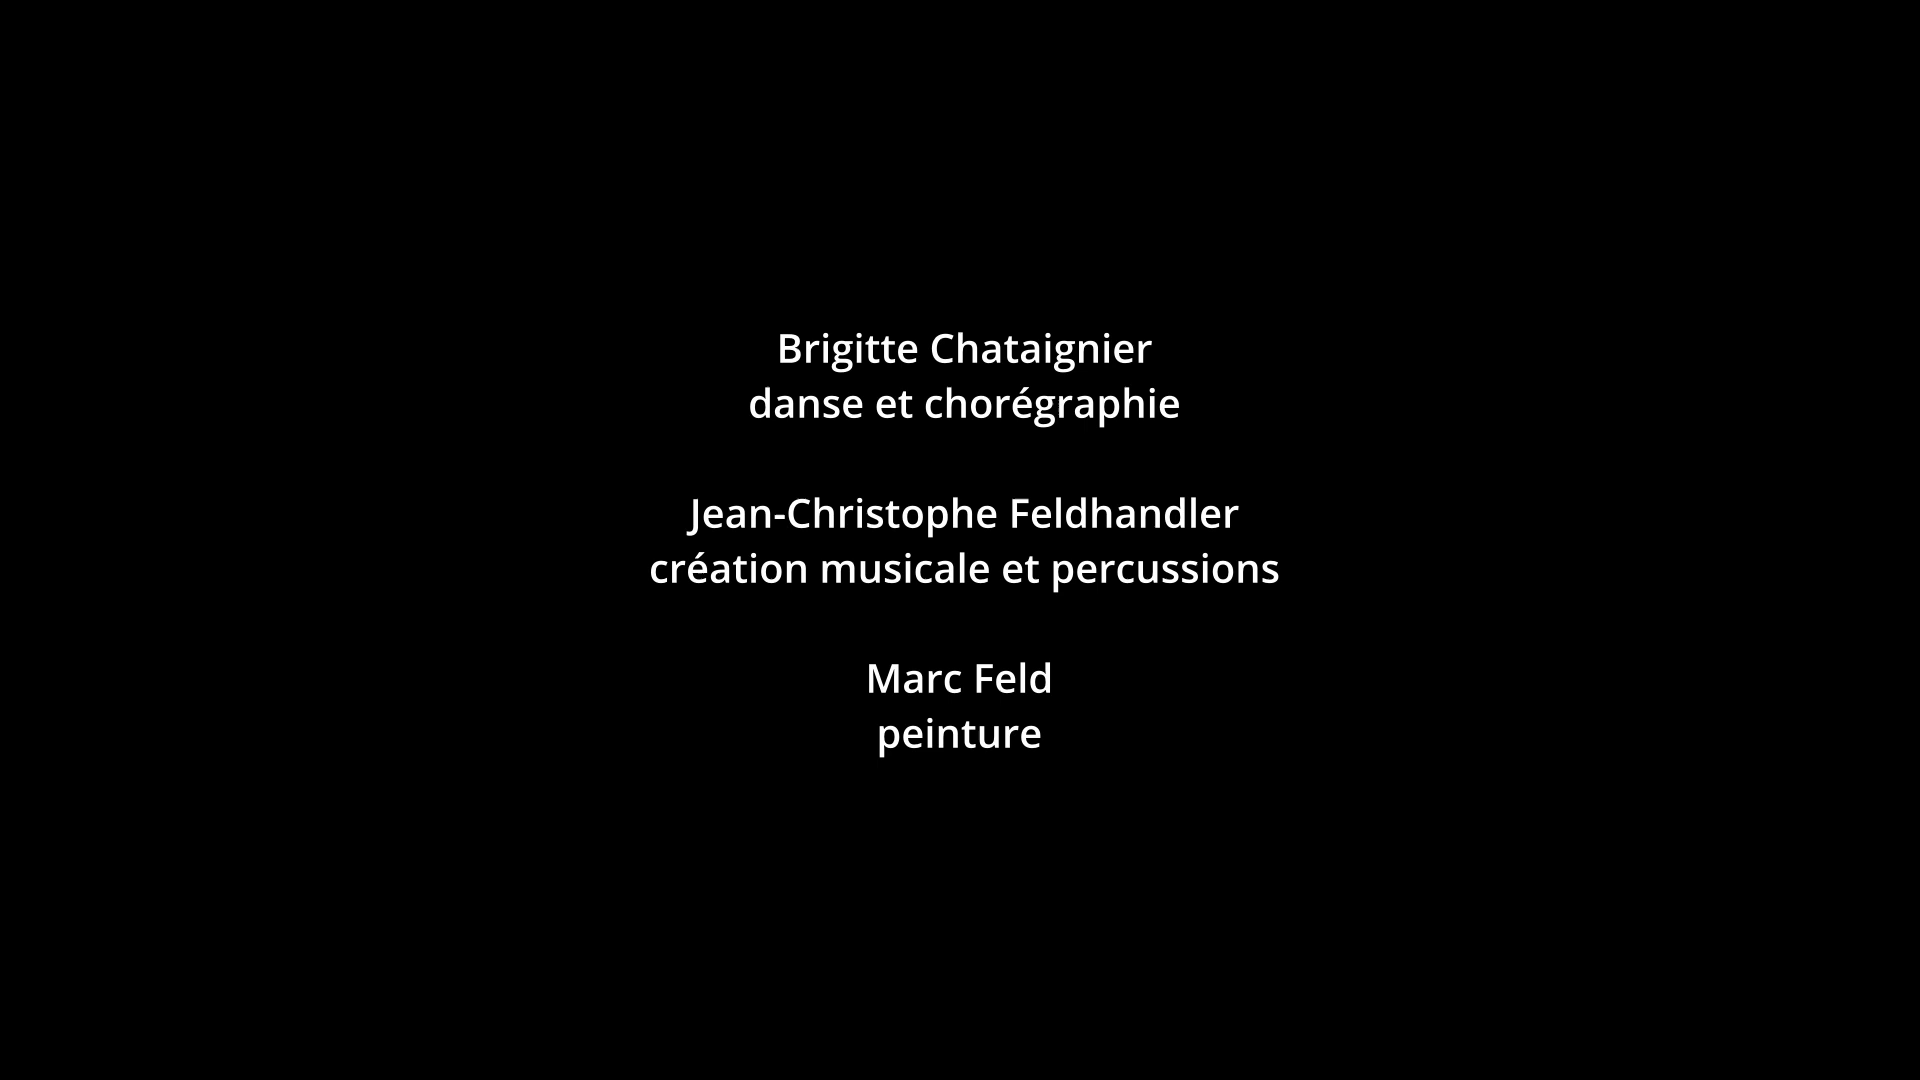 Brigitte Chataignier
danse et chorégraphie
Jean-Christophe Feldhandler
création musicale et percussions
Marc Feld
peinture